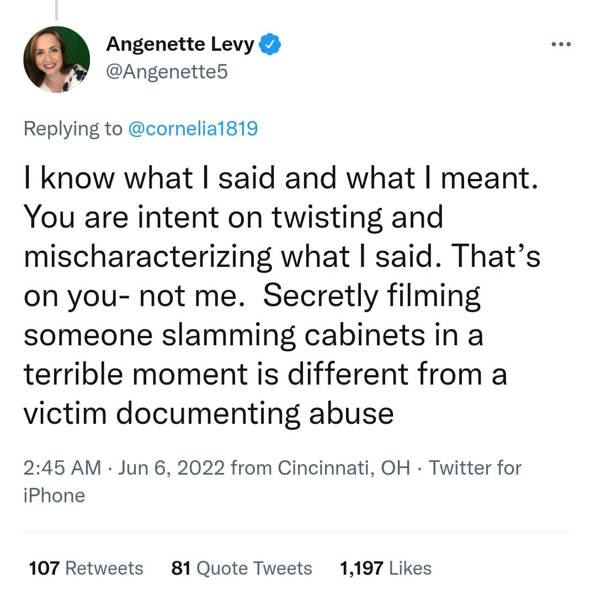 Angenette Levy
@Angenette5
Replying to @cornelia1819
I know what I said and what I meant.
You are intent on twisting and
mischaracterizing what I said. That’s
on you- not me.  Secretly filming
someone slamming cabinets in a
terrible moment is different from a
victim documenting abuse
2:45 AM · Jun 6, 2022 from Cincinnati, OH · Twitter for
iPhone
107 Retweets 81 Quote Tweets 1,197 Likes